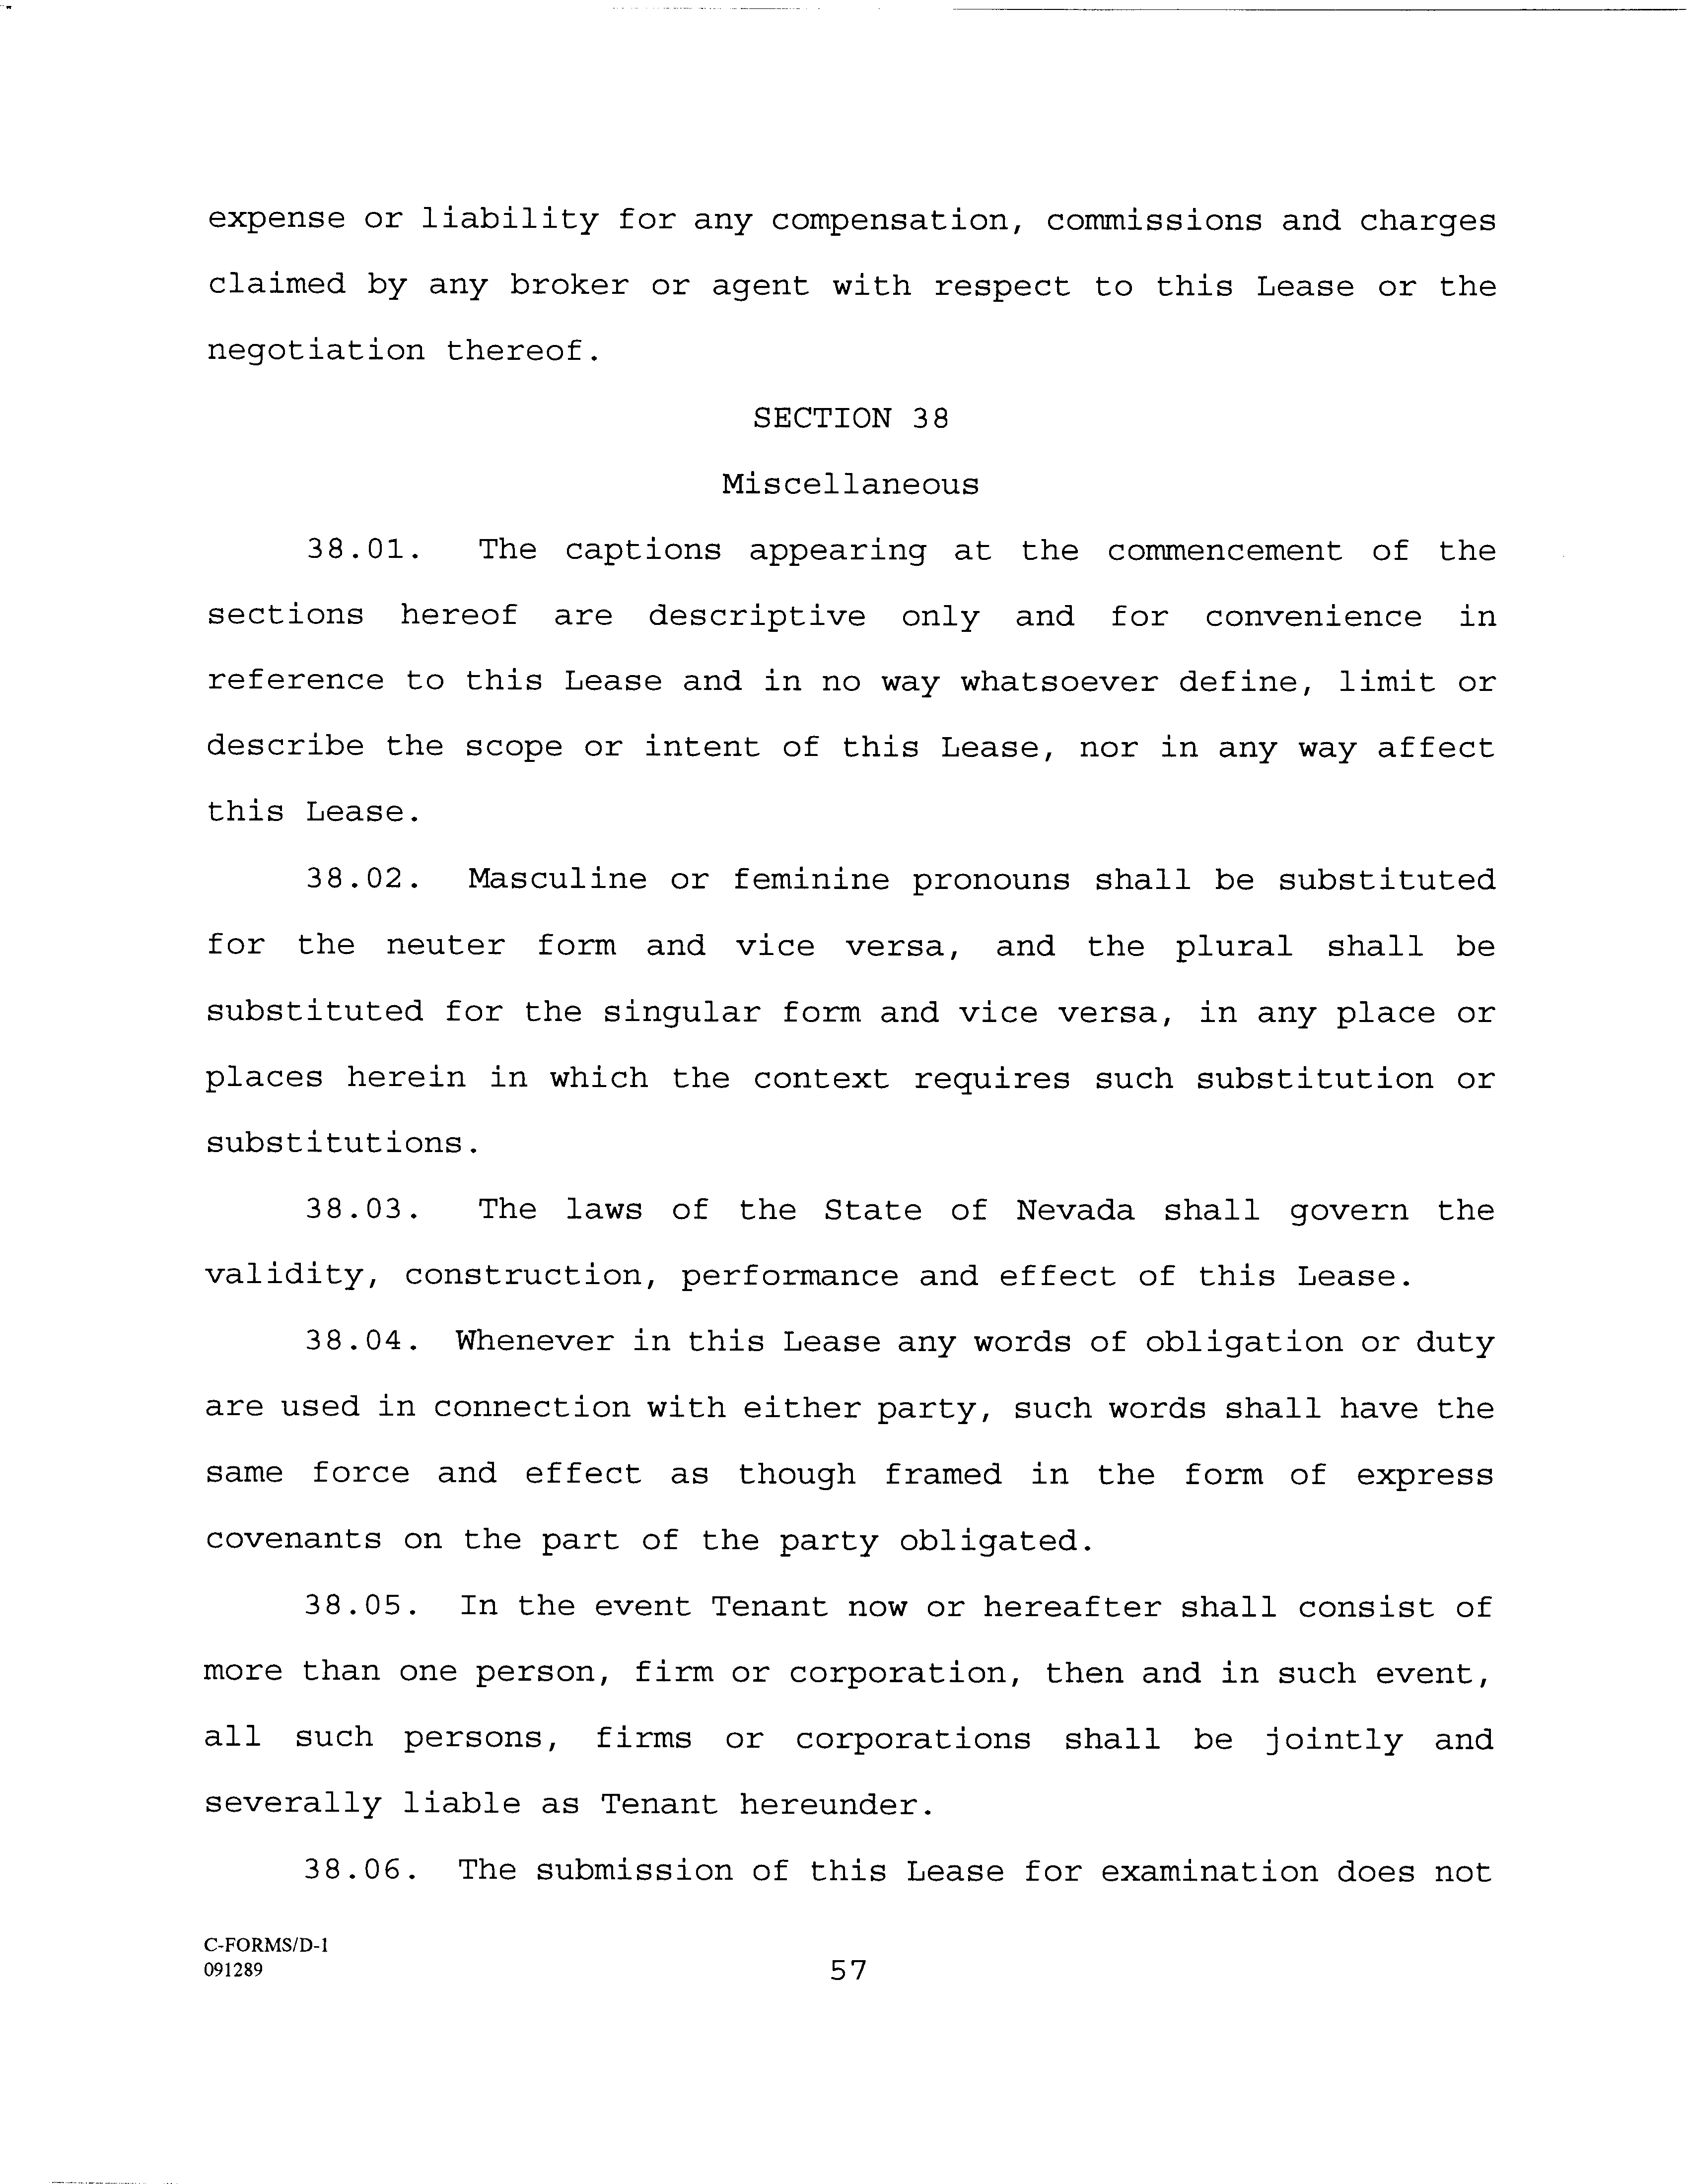 expense or liability for any compensation, commissions and charges
claimed by any broker or agent with respect to this Lease or the
negotiation thereof.
SECTION 38
Miscellaneous
38.01. The captions appearing at the commencement of the
sections hereof are descriptive only and for convenience in
reference to this Lease and in no way whatsoever define, limit or
describe the scope or intent of this Lease, nor in any way affect
this Lease.
38.02. Masculine or feminine pronouns shall be substituted
for the neuter form and vice versa, and the plural shall be
substituted for the singular form and vice versa, in any place or
places herein in which the context requires such substitution or
substitutions.
38.03. The laws of the State of Nevada shall govern the
validity, construction, performance and effect of this Lease.
38.04. Whenever in this Lease any words of obligation or duty
are used in connection with either party, such words shall have the
same force and effect as though framed in the form of express
covenants on the part of the party obligated.
38.05. In the event Tenant now or hereafter shall consist of
more than one person, firm or corporation, then and in such event,
all such persons, firms or corporations shall be jointly and
severally liable as Tenant hereunder.
38.06. The submission of this Lease for examination does not
C-FORMS/D-1
091289
57